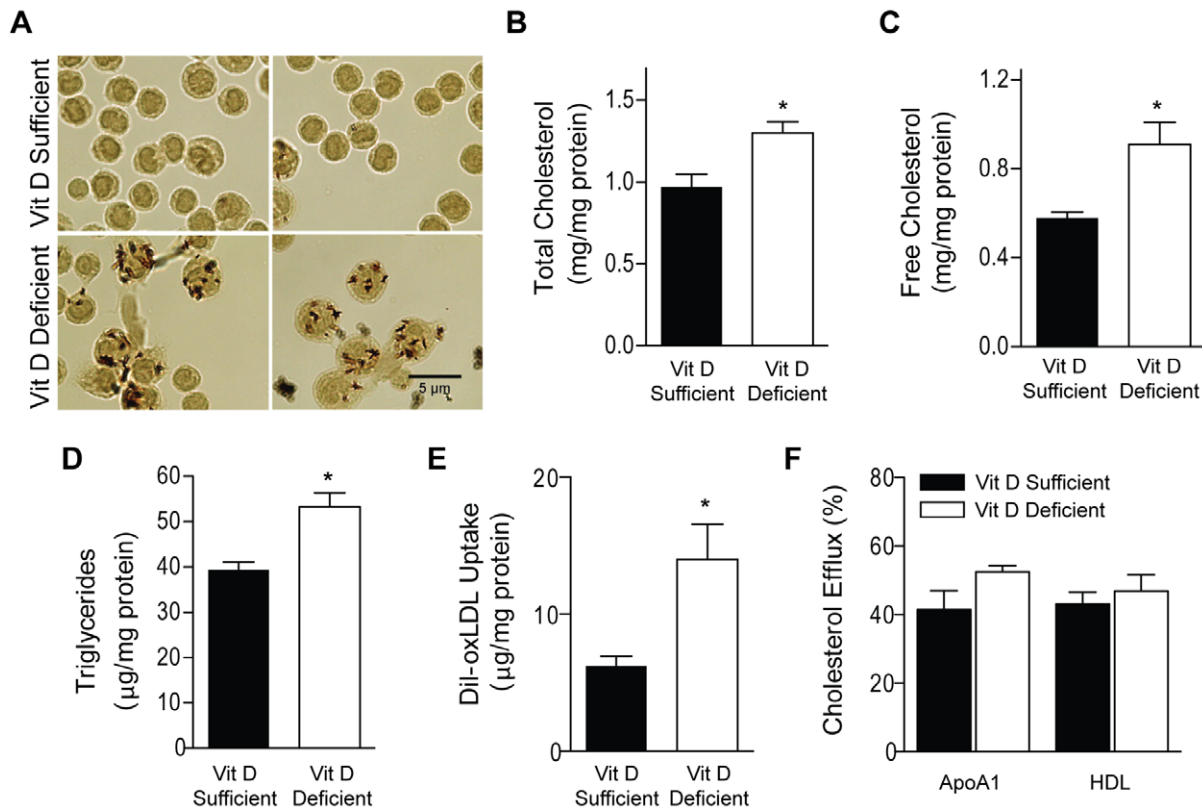 A
Vit D Sufficient
Vit D Deficient
5 µm
B
Total Cholesterol
(mg/mg protein)
1.5
1.0
0.5
0.0
*
Vit D
Sufficient
Vit D
Deficient
C
Free Cholesterol
(mg/mg protein)
1.2
0.8
0.4
0.0
*
Vit D
Sufficient
Vit D
Deficient
D
Triglycerides
(µg/mg protein)
60
50
40
30
20
10
0
*
Vit D
Sufficient
Vit D
Deficient
E
Dil-oxLDL Uptake
(µg/mg protein)
20
10
0
*
Vit D
Sufficient
Vit D
Deficient
F
Cholesterol Efflux (%)
80
60
40
20
0
Vit D Sufficient
Vit D Deficient
ApoA1
HDL